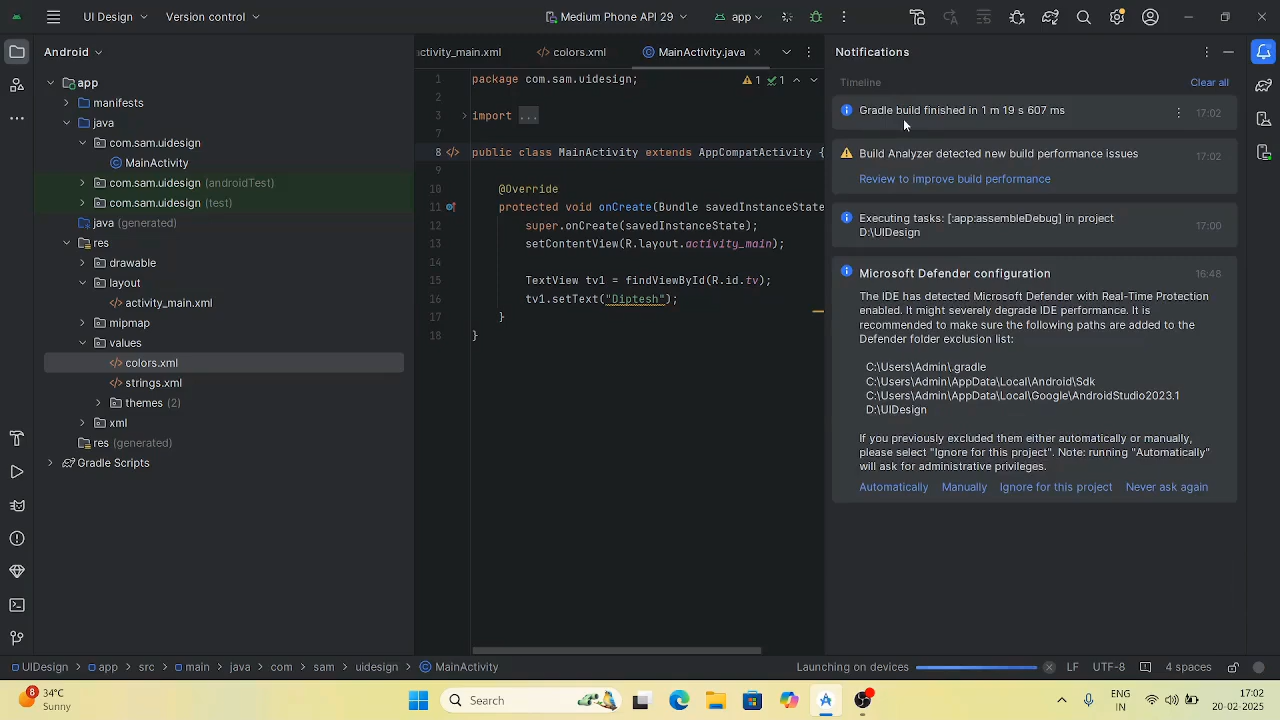 UI Design
Version control
Medium Phone API 29
app
Android
activity_main.xml
colors.xml
MainActivity.java
Notifications
app
manifests
java
com.sam.uidesign
MainActivity
com.sam.uidesign (androidTest)
com.sam.uidesign (test)
java (generated)
res
drawable
layout
activity_main.xml
mipmap
values
colors.xml
strings.xml
themes (2)
xml
res (generated)
Gradle Scripts
1 package com.sam.uidesign;
1 1
2
3 import ...
7
8 public class MainActivity extends AppCompatActivity {
9
10 @Override
11 protected void onCreate(Bundle savedInstanceState
12 super.onCreate(savedInstanceState);
13 setContentView(R.layout.activity_main);
14
15 TextView tv1 = findViewById(R.id.tv);
16 tv1.setText("Diptesh");
17 }
18 }
Timeline Clear all
Gradle build finished in 1 m 19 s 607 ms 17:02
Build Analyzer detected new build performance issues 17:02
Review to improve build performance
Executing tasks: [:app:assembleDebug] in project
D:\UIDesign 17:00
Microsoft Defender configuration 16:48
The IDE has detected Microsoft Defender with Real-Time Protection
enabled. It might severely degrade IDE performance. It is
recommended to make sure the following paths are added to the
Defender folder exclusion list:
C:\Users\Admin\.gradle
C:\Users\Admin\AppData\Local\Android\Sdk
C:\Users\Admin\AppData\Local\Google\AndroidStudio2023.1
D:\UIDesign
If you previously excluded them either automatically or manually,
please select "Ignore for this project". Note: running "Automatically"
will ask for administrative privileges.
Automatically Manually Ignore for this project Never ask again
UIDesign app src main java com sam uidesign MainActivity
Launching on devices LF UTF-8 4 spaces
8
34°C
Sunny
Search
ENG
IN
17:02
20-02-2025